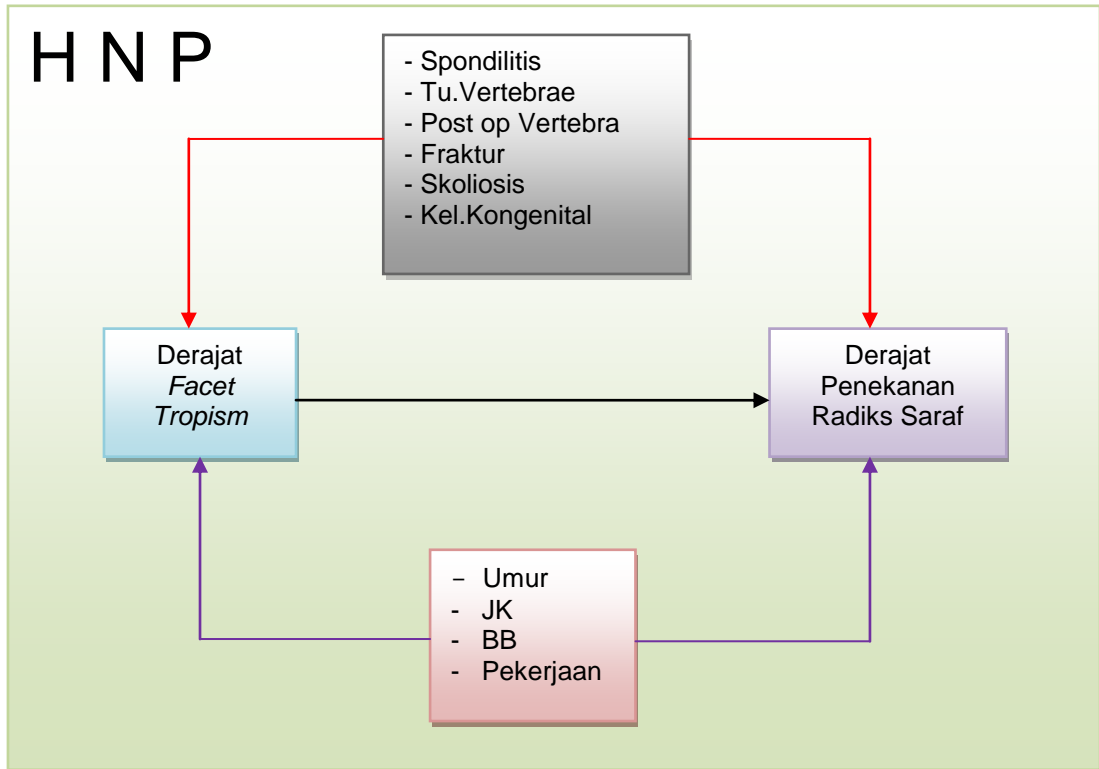 H N P
- Spondilitis
- Tu.Vertebrae
- Post op Vertebra
- Fraktur
- Skoliosis
- Kel.Kongenital
Derajat
Facet
Tropism
Derajat
Penekanan
Radiks Saraf
- Umur
- JK
- BB
- Pekerjaan